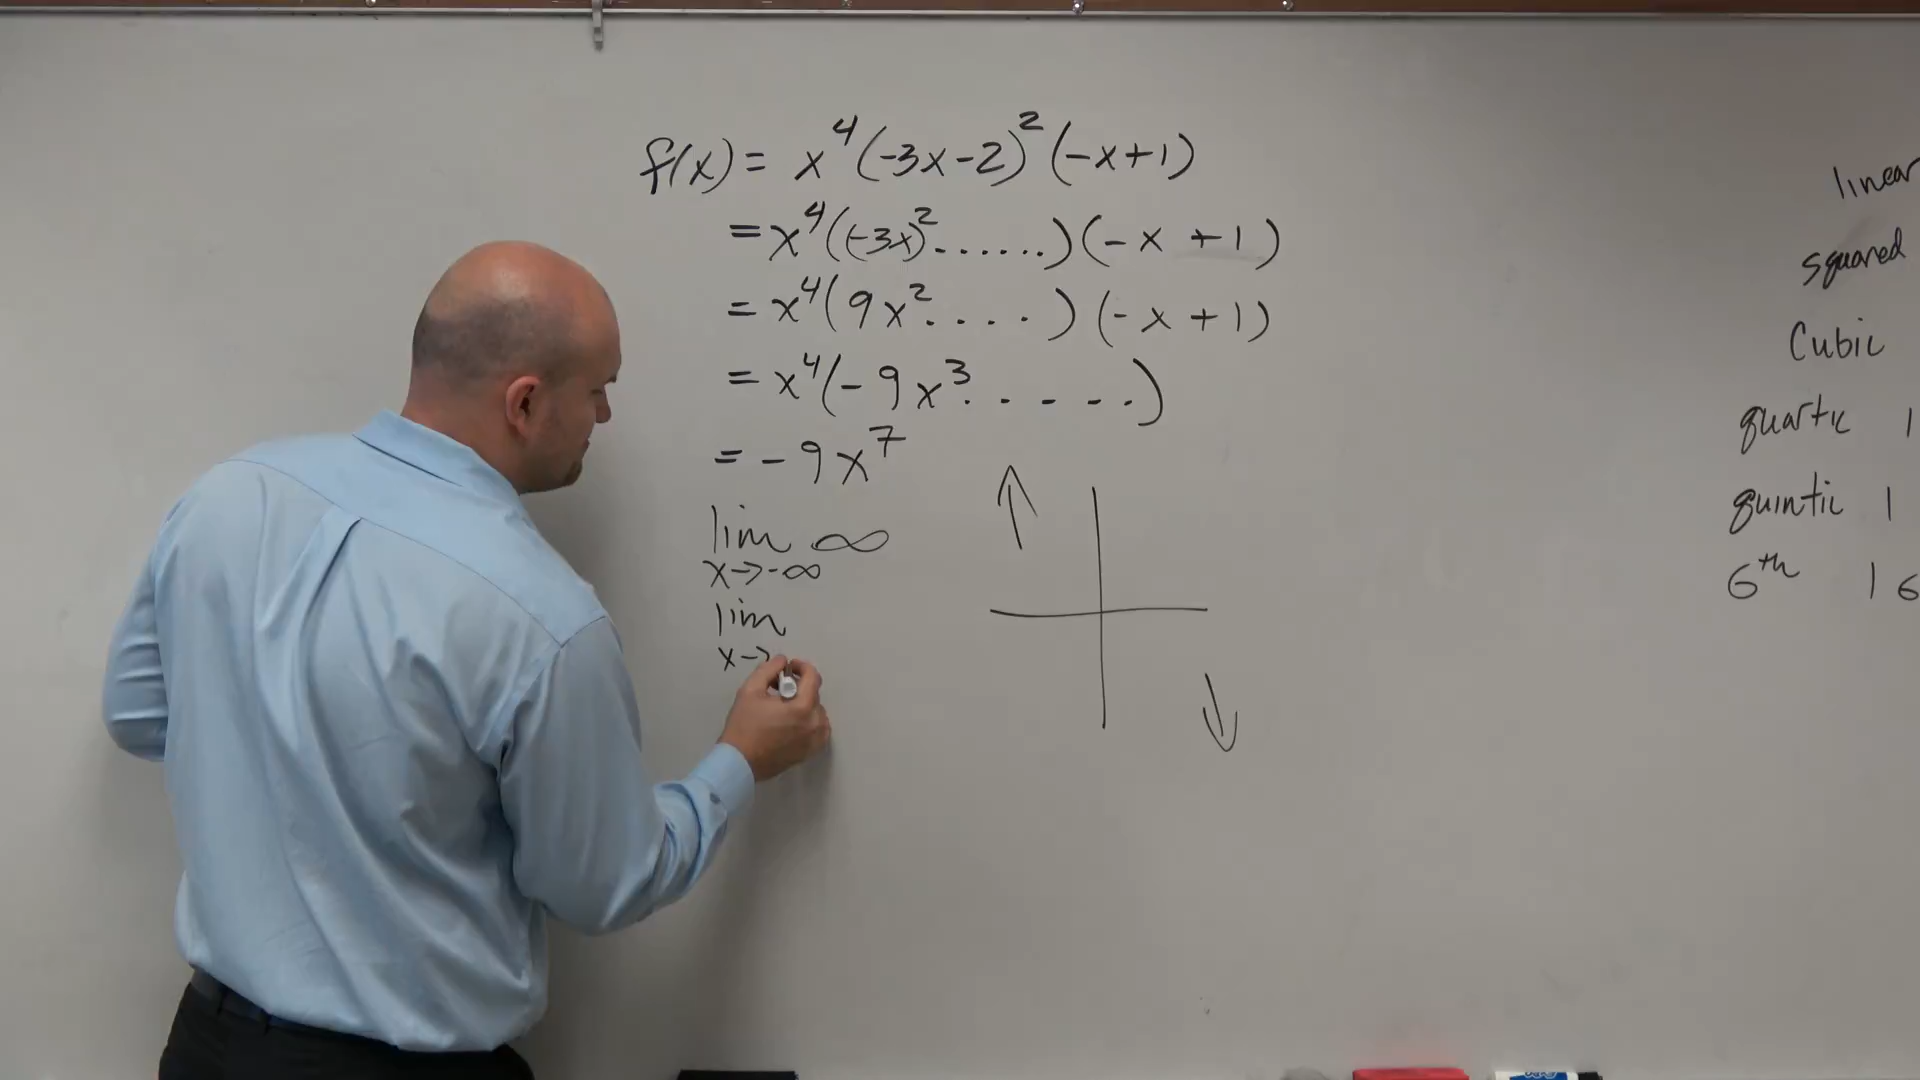 f(x) = x⁴(-3x-2)²(-x+1)
= x⁴((-3x)².......)(-x +1)
= x⁴(9x².....)(-x +1)
= x⁴(-9x³.....)
= -9x⁷
lim ∞
x→-∞
lim
x→
linear
squared
Cubic
quartic 1
quintic 1
6ᵗʰ 16